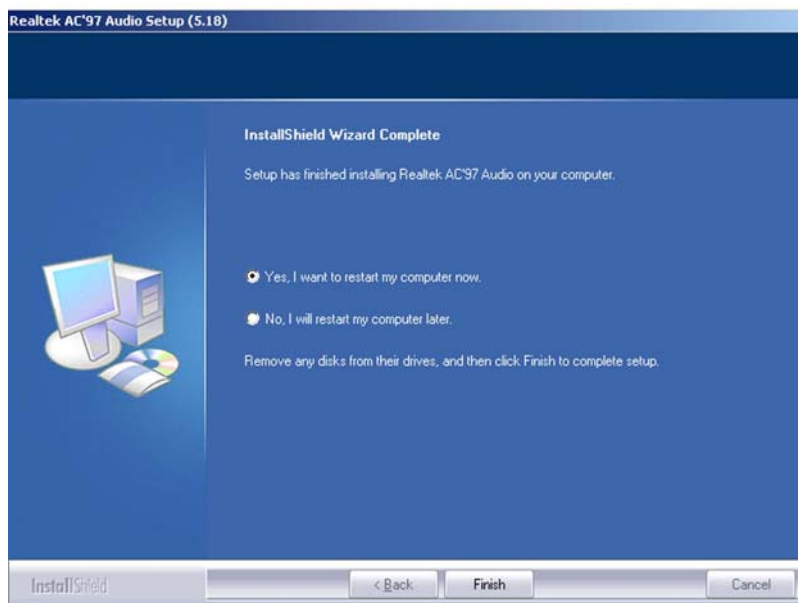 Realtek AC'97 Audio Setup (5.18)
InstallShield Wizard Complete
Setup has finished installing Realtek AC'97 Audio on your computer.
Yes, I want to restart my computer now.
No, I will restart my computer later.
Remove any disks from their drives, and then click Finish to complete setup.
InstallShield
< Back
Finish
Cancel